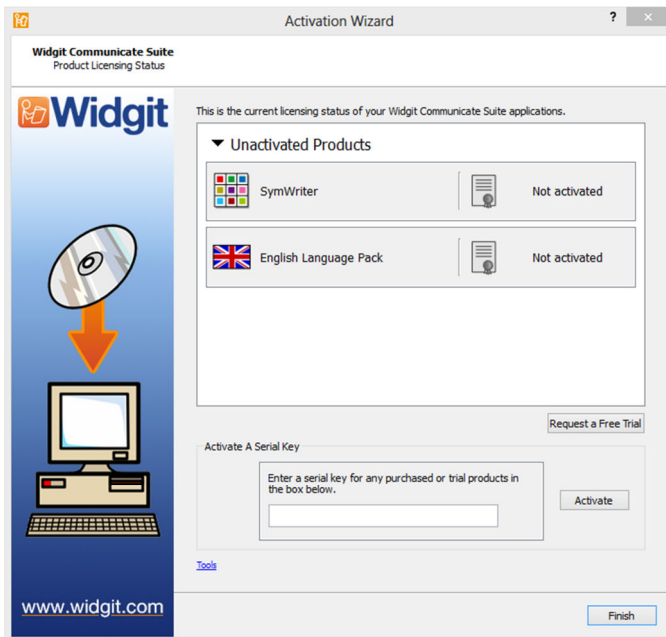 Activation Wizard
?
Widgit Communicate Suite
Product Licensing Status
Widgit
This is the current licensing status of your Widgit Communicate Suite applications.
Unactivated Products
SymWriter
Not activated
English Language Pack
Not activated
Request a Free Trial
Activate A Serial Key
Enter a serial key for any purchased or trial products in
the box below.
Activate
Tools
www.widgit.com
Finish